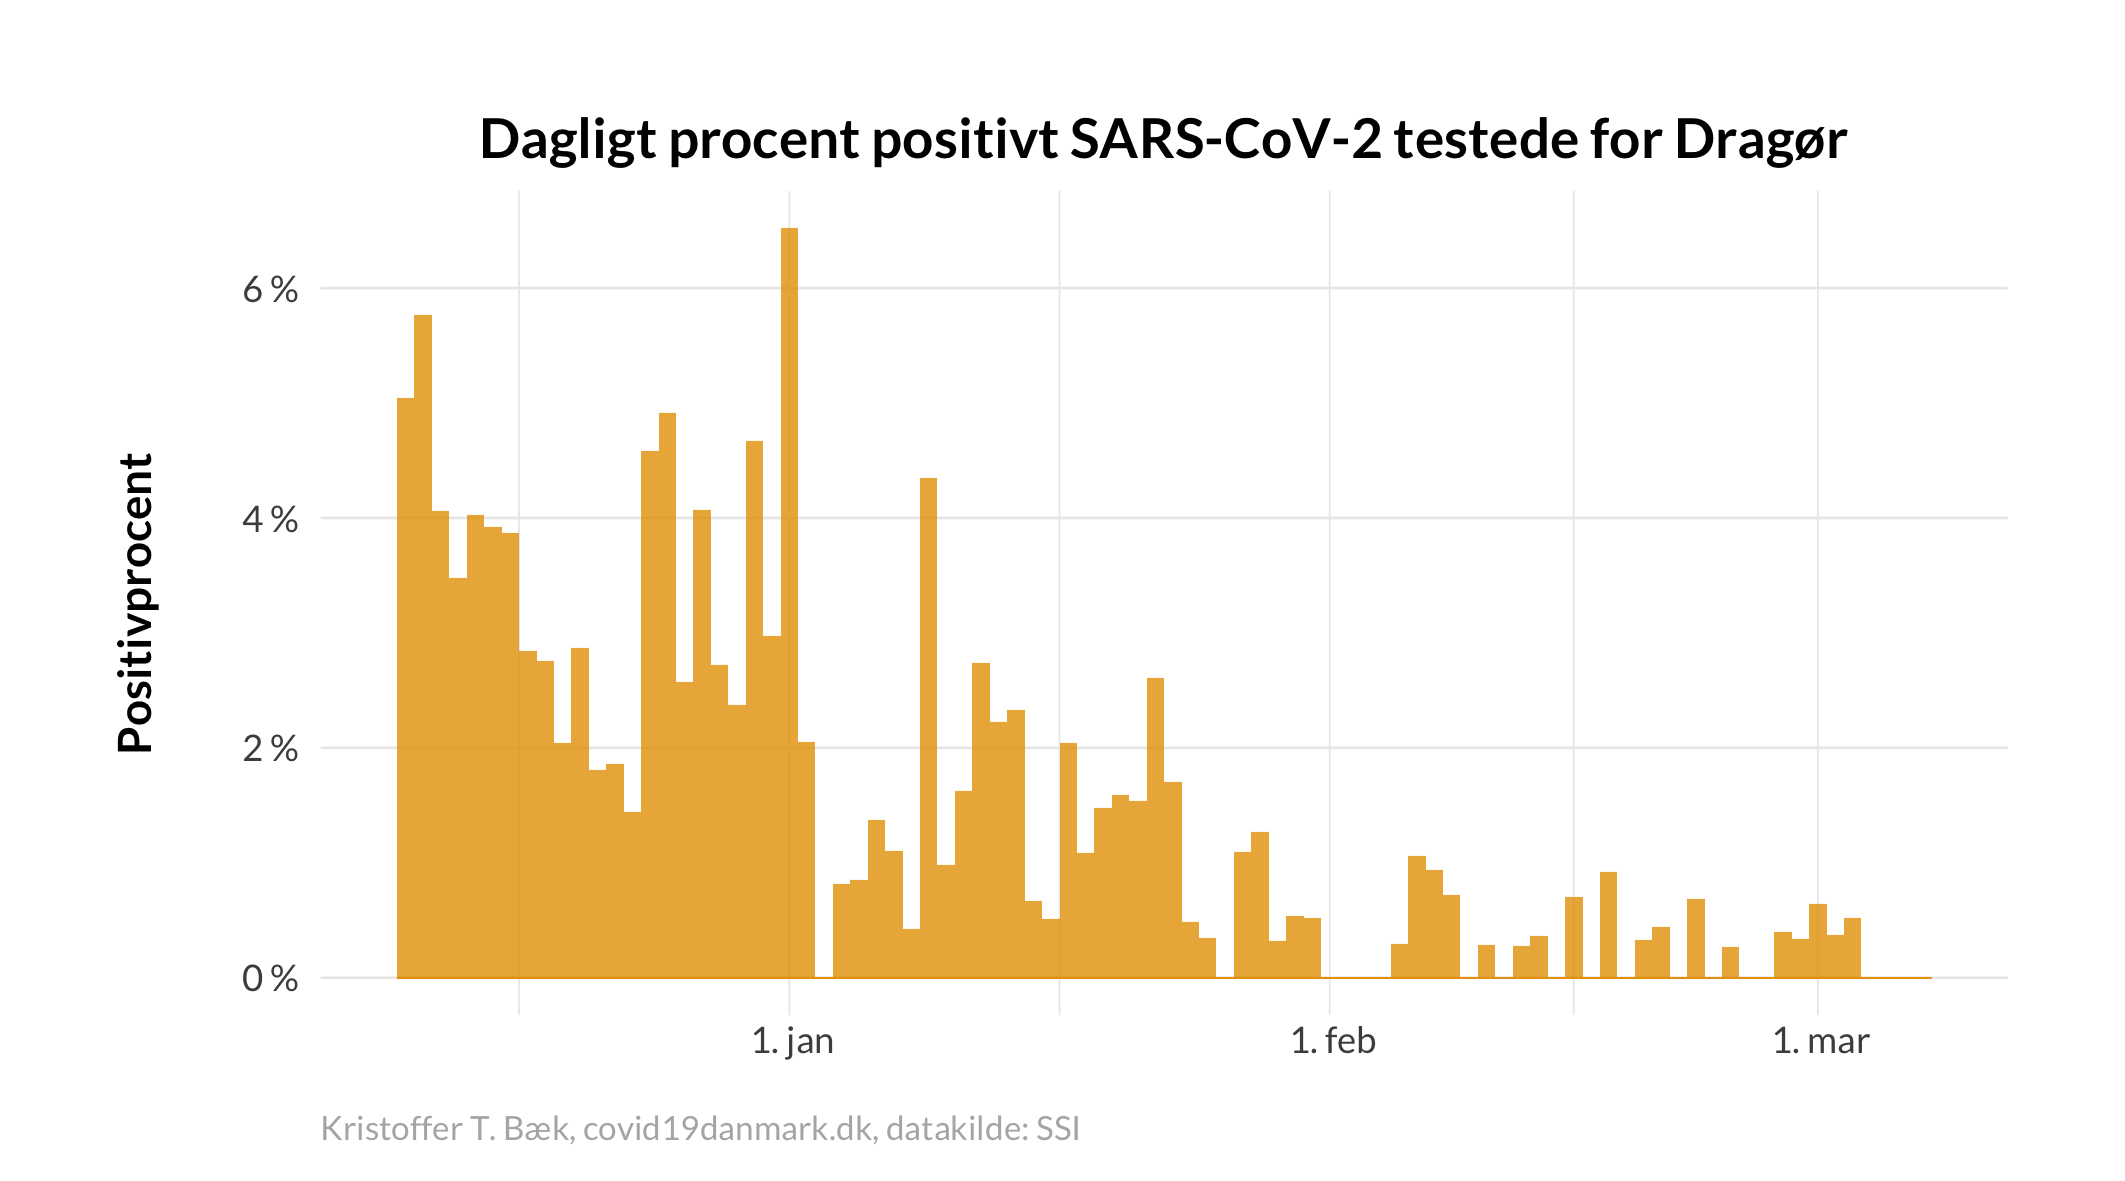 Dagligt procent positivt SARS-CoV-2 testede for Dragør
Positivprocent
6 %
4 %
2 %
0 %
1. jan
1. feb
1. mar
Kristoffer T. Bæk, covid19danmark.dk, datakilde: SSI